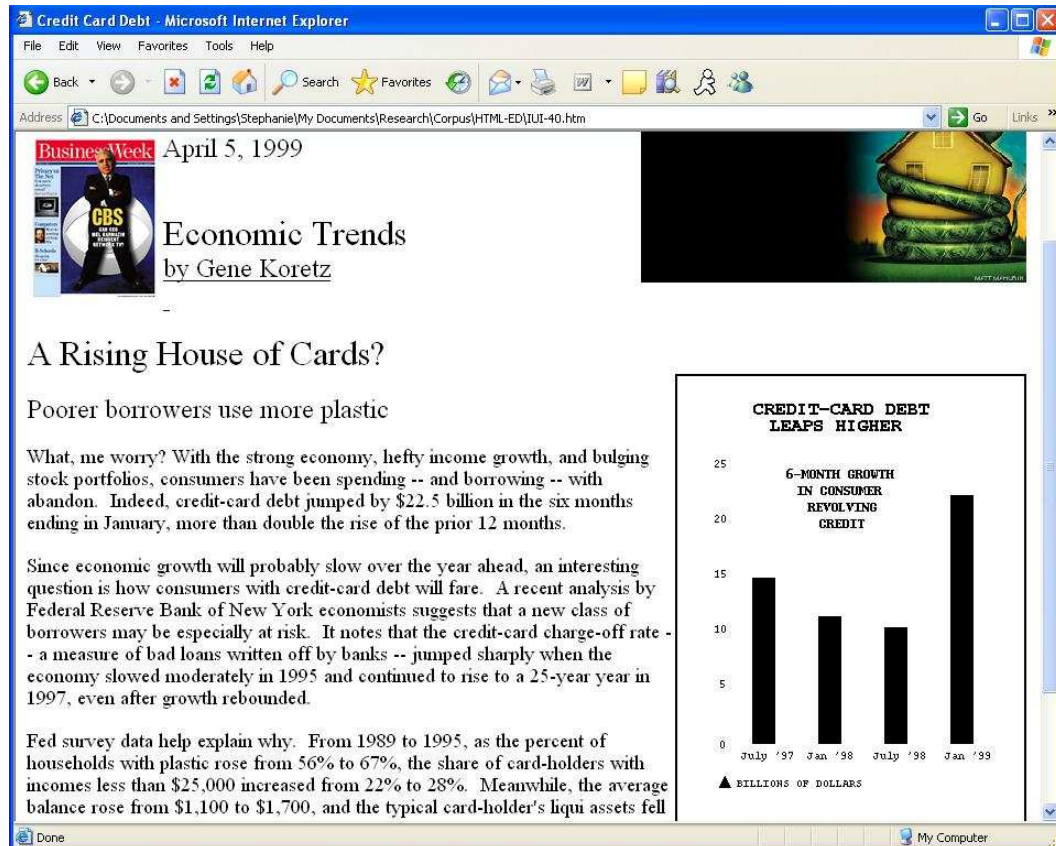 Credit Card Debt - Microsoft Internet Explorer
File Edit View Favorites Tools Help
Back Search Favorites
Address C:\Documents and Settings\Stephanie\My Documents\Research\Corpus\HTML-ED\IUI-40.htm Go Links »
BusinessWeek
CBS
April 5, 1999
Economic Trends
by Gene Koretz
A Rising House of Cards?
Poorer borrowers use more plastic
What, me worry? With the strong economy, hefty income growth, and bulging
stock portfolios, consumers have been spending -- and borrowing -- with
abandon. Indeed, credit-card debt jumped by $22.5 billion in the six months
ending in January, more than double the rise of the prior 12 months.
Since economic growth will probably slow over the year ahead, an interesting
question is how consumers with credit-card debt will fare. A recent analysis by
Federal Reserve Bank of New York economists suggests that a new class of
borrowers may be especially at risk. It notes that the credit-card charge-off rate -
- a measure of bad loans written off by banks -- jumped sharply when the
economy slowed moderately in 1995 and continued to rise to a 25-year year in
1997, even after growth rebounded.
Fed survey data help explain why. From 1989 to 1995, as the percent of
households with plastic rose from 56% to 67%, the share of card-holders with
incomes less than $25,000 increased from 22% to 28%. Meanwhile, the average
balance rose from $1,100 to $1,700, and the typical card-holder's liqui assets fell
CREDIT-CARD DEBT
LEAPS HIGHER
6-MONTH GROWTH
IN CONSUMER
REVOLVING
CREDIT
25
20
15
10
5
0
July '97 Jan '98 July '98 Jan '99
▲ BILLIONS OF DOLLARS
Done
My Computer